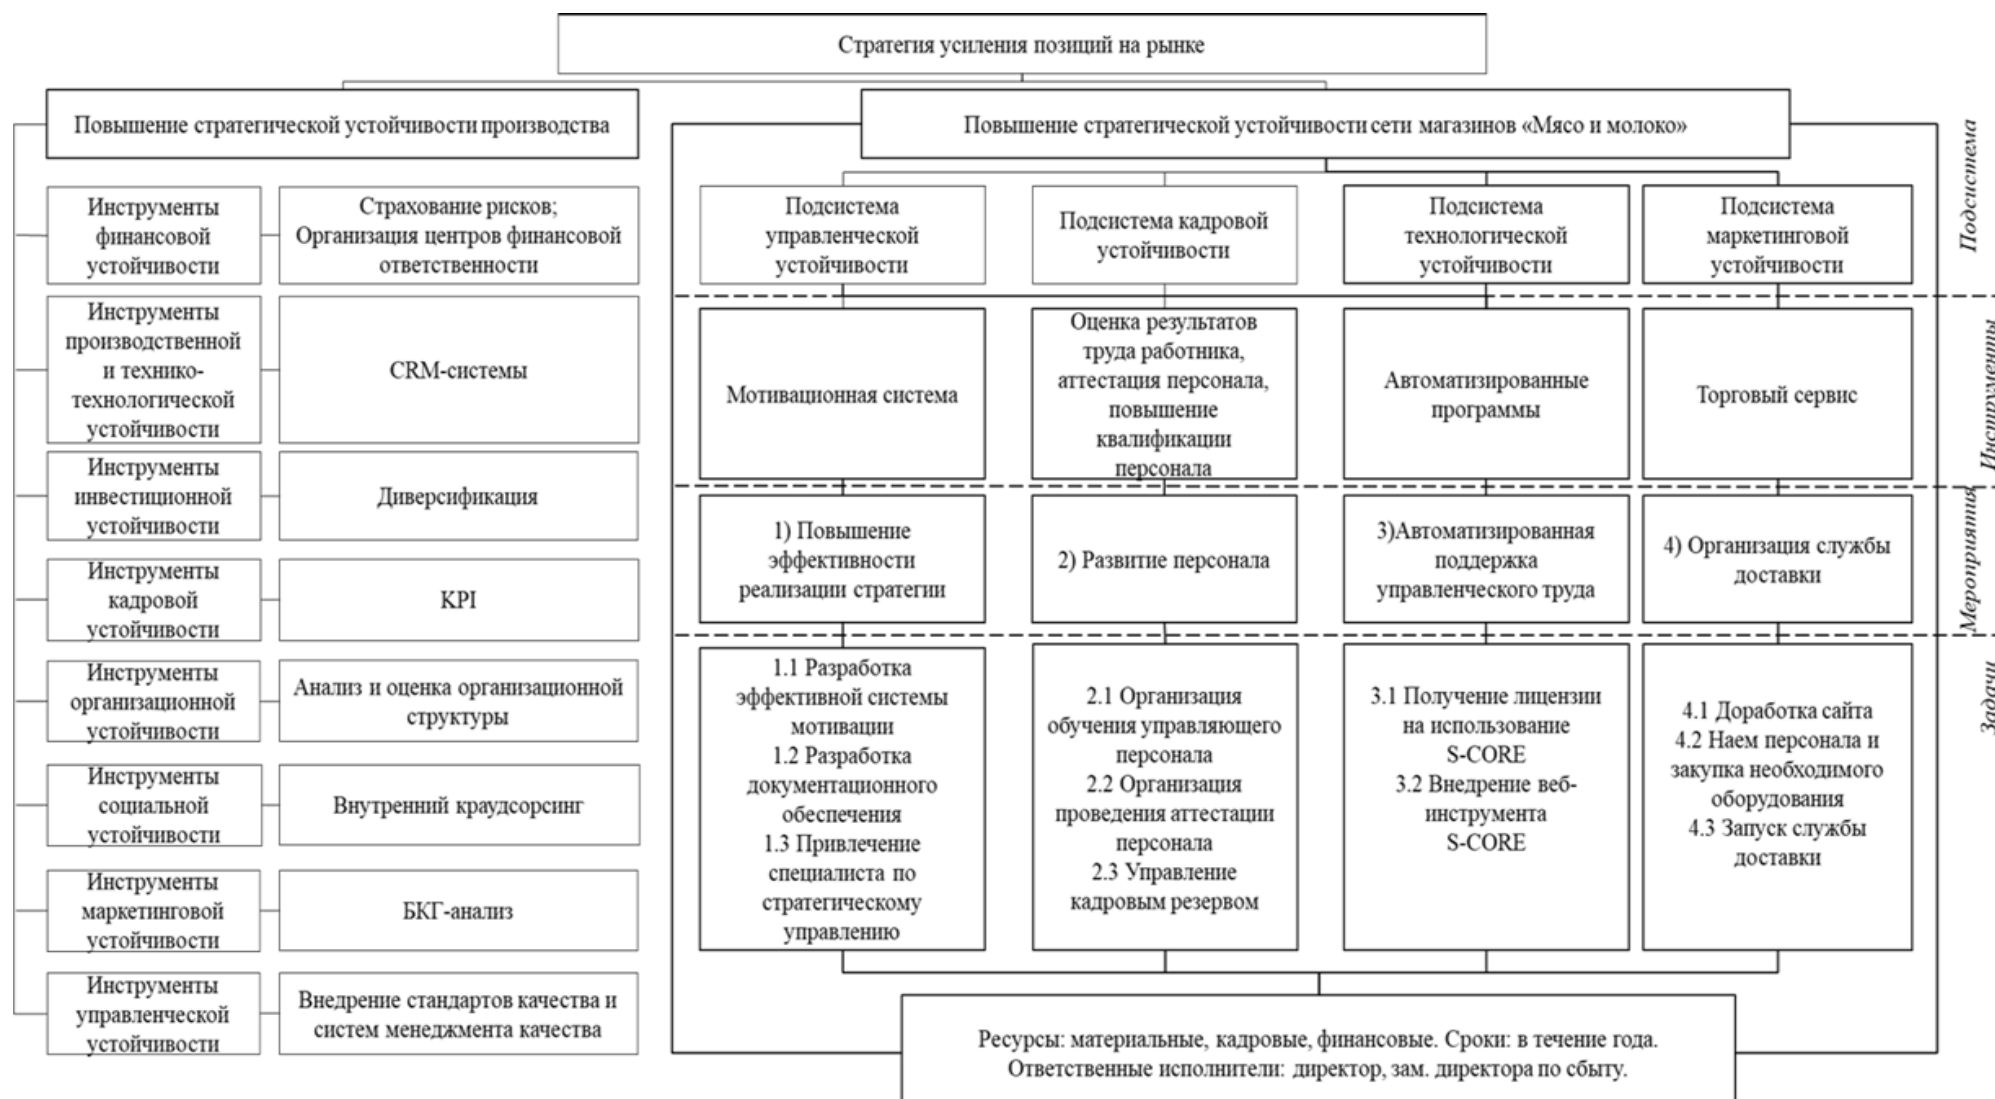 Стратегия усиления позиций на рынке
Повышение стратегической устойчивости производства
Инструменты
финансовой
устойчивости
Страхование рисков;
Организация центров финансовой
ответственности
Инструменты
производственной
и технико-
технологической
устойчивости
CRM-системы
Инструменты
инвестиционной
устойчивости
Диверсификация
Инструменты
кадровой
устойчивости
KPI
Инструменты
организационной
устойчивости
Анализ и оценка организационной
структуры
Инструменты
социальной
устойчивости
Внутренний краудсорсинг
Инструменты
маркетинговой
устойчивости
БКГ-анализ
Инструменты
управленческой
устойчивости
Внедрение стандартов качества и
систем менеджмента качества
Повышение стратегической устойчивости сети магазинов «Мясо и молоко»
Подсистема
управленческой
устойчивости
Подсистема кадровой
устойчивости
Подсистема
технологической
устойчивости
Подсистема
маркетинговой
устойчивости
Подсистема
Мотивационная система
Оценка результатов
труда работника,
аттестация персонала,
повышение
квалификации
персонала
Автоматизированные
программы
Торговый сервис
Инструменты
1) Повышение
эффективности
реализации стратегии
2) Развитие персонала
3)Автоматизированная
поддержка
управленческого труда
4) Организация службы
доставки
Мероприятия
1.1 Разработка
эффективной системы
мотивации
1.2 Разработка
документационного
обеспечения
1.3 Привлечение
специалиста по
стратегическому
управлению
2.1 Организация
обучения управляющего
персонала
2.2 Организация
проведения аттестации
персонала
2.3 Управление
кадровым резервом
3.1 Получение лицензии
на использование
S-CORE
3.2 Внедрение веб-
инструмента
S-CORE
4.1 Доработка сайта
4.2 Наем персонала и
закупка необходимого
оборудования
4.3 Запуск службы
доставки
Задачи
Ресурсы: материальные, кадровые, финансовые. Сроки: в течение года.
Ответственные исполнители: директор, зам. директора по сбыту.